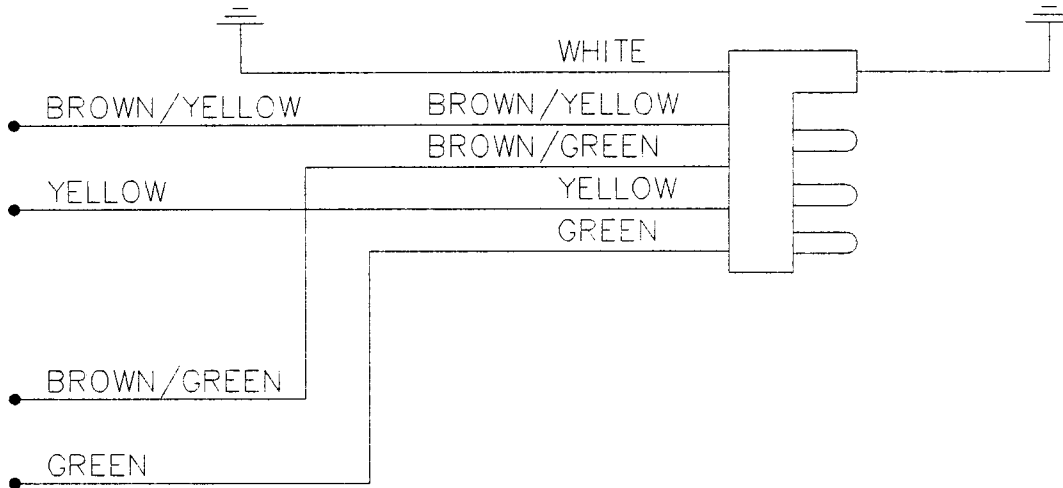 WHITE
BROWN/YELLOW BROWN/YELLOW
BROWN/GREEN
YELLOW YELLOW
GREEN
BROWN/GREEN
GREEN